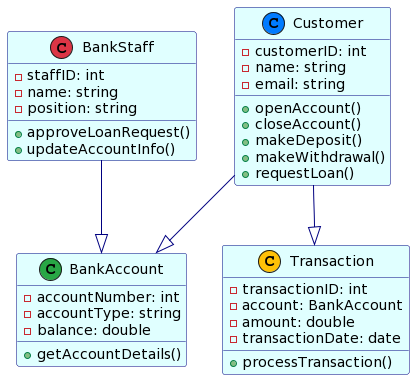 C BankStaff
staffID: int
name: string
position: string
approveLoanRequest()
updateAccountInfo()
C Customer
customerID: int
name: string
email: string
openAccount()
closeAccount()
makeDeposit()
makeWithdrawal()
requestLoan()
C BankAccount
accountNumber: int
accountType: string
balance: double
getAccountDetails()
C Transaction
transactionID: int
account: BankAccount
amount: double
transactionDate: date
processTransaction()